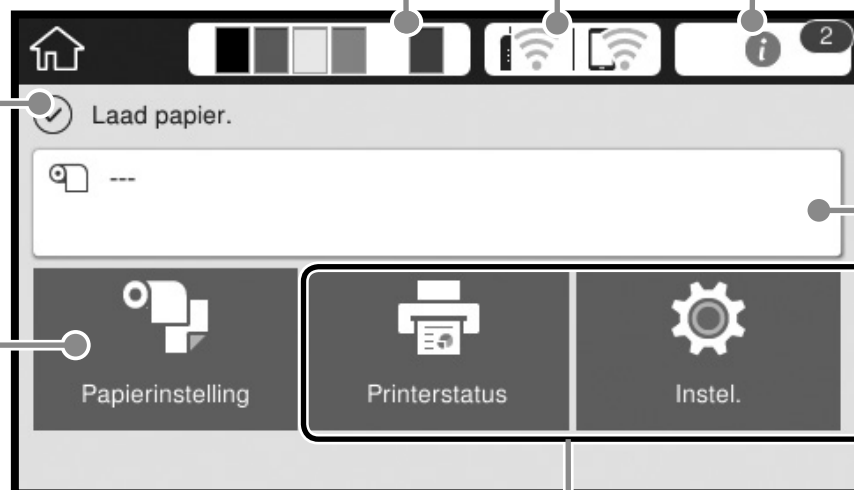 2
Laad papier.
---
Papierinstelling
Printerstatus
Instel.